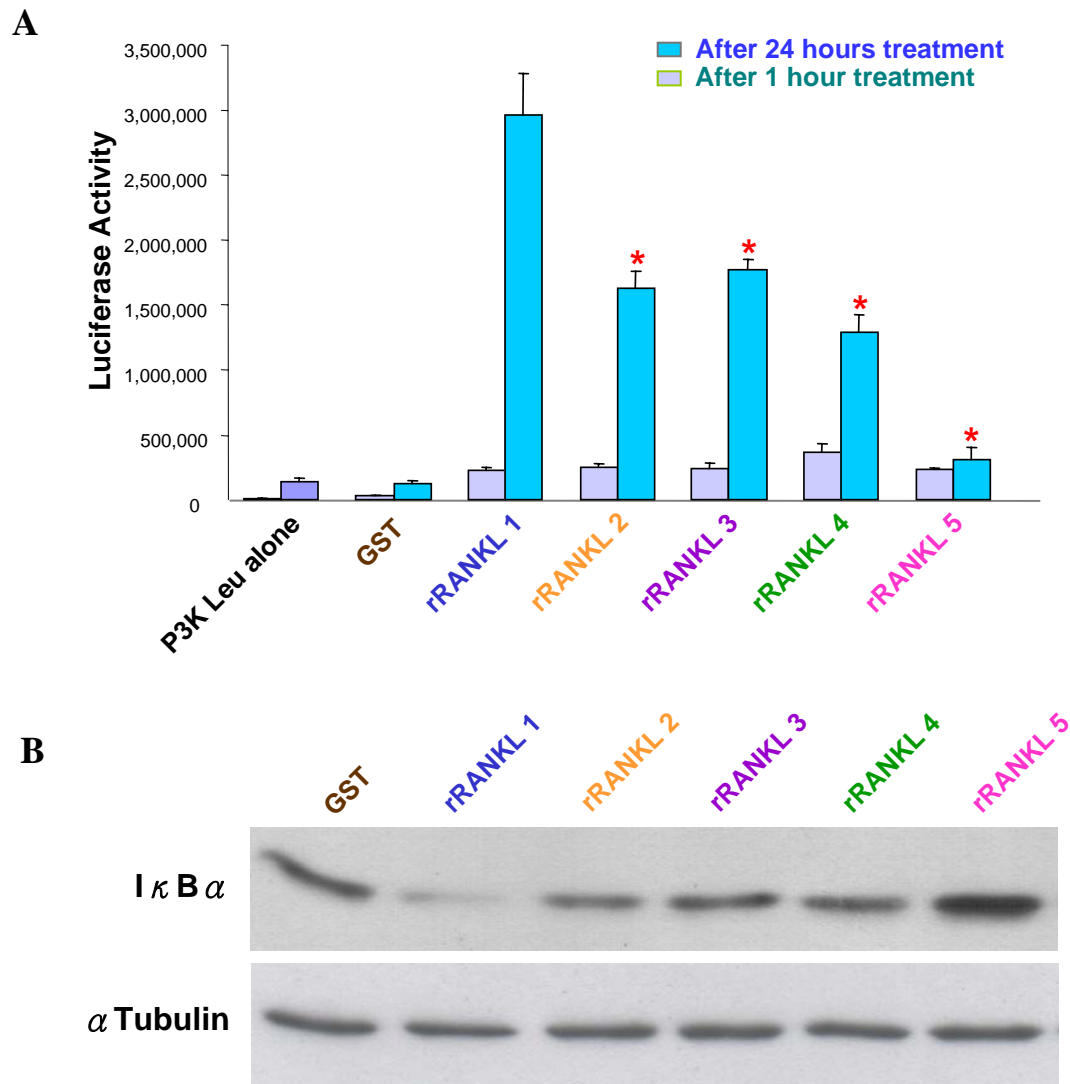 A
After 24 hours treatment
After 1 hour treatment
Luciferase Activity
3,500,000
3,000,000
2,500,000
2,000,000
1,500,000
1,000,000
500,000
0
*
*
*
*
P3K Leu alone
GST
rRANKL 1
rRANKL 2
rRANKL 3
rRANKL 4
rRANKL 5
B
GST
rRANKL 1
rRANKL 2
rRANKL 3
rRANKL 4
rRANKL 5
I κ B α
α Tubulin